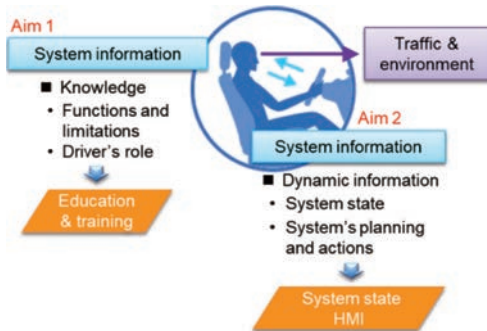 Aim 1
System information
■ Knowledge
• Functions and
limitations
• Driver's role
Education
& training
Traffic &
environment
Aim 2
System information
■ Dynamic information
• System state
• System's planning
and actions
System state
HMI